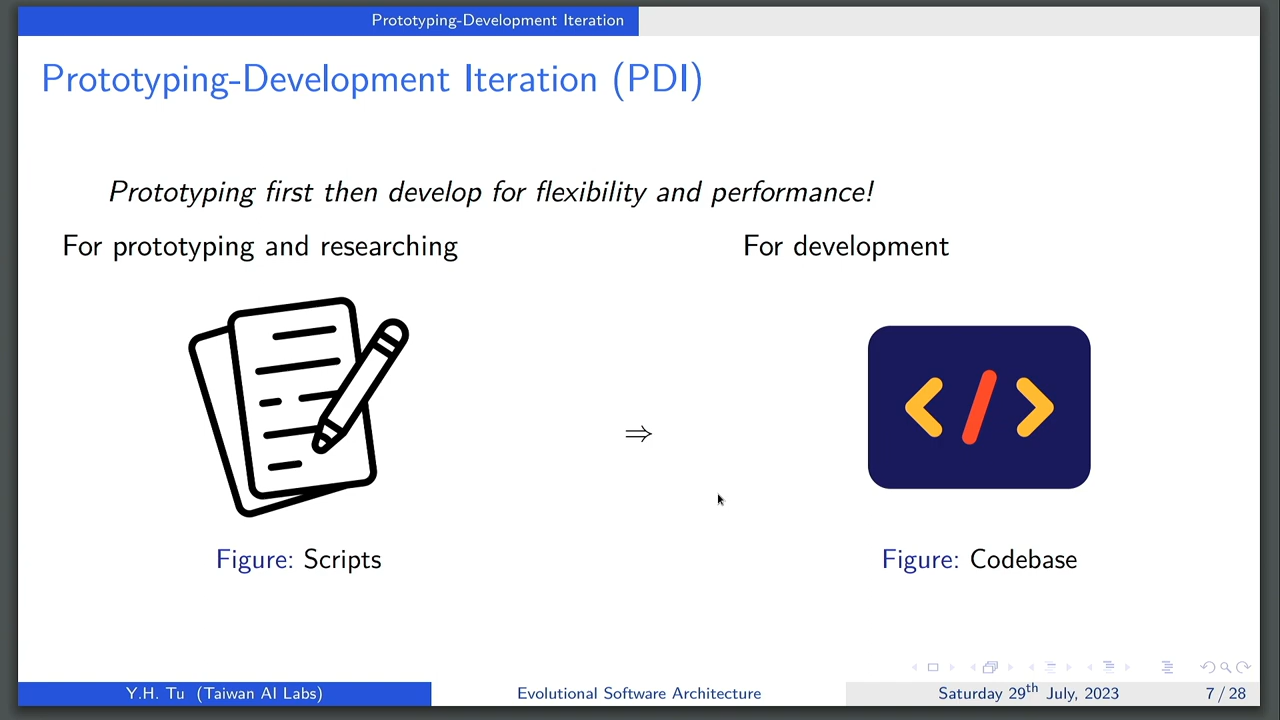 Prototyping-Development Iteration
Prototyping-Development Iteration (PDI)
Prototyping first then develop for flexibility and performance!
For prototyping and researching
For development
⇒
</>
Figure: Scripts
Figure: Codebase
Y.H. Tu (Taiwan AI Labs)
Evolutional Software Architecture
Saturday 29th July, 2023
7 / 28